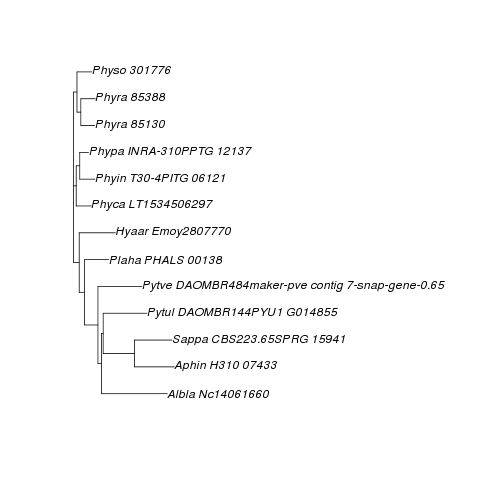 Physo 301776
Phyra 85388
Phyra 85130
Phypa INRA-310PPTG 12137
Phyin T30-4PITG 06121
Phyca LT1534506297
Hyaar Emoy2807770
Plaha PHALS 00138
Pytve DAOMBR484maker-pve contig 7-snap-gene-0.65
Pytul DAOMBR144PYU1 G014855
Sappa CBS223.65SPRG 15941
Aphin H310 07433
Albla Nc14061660